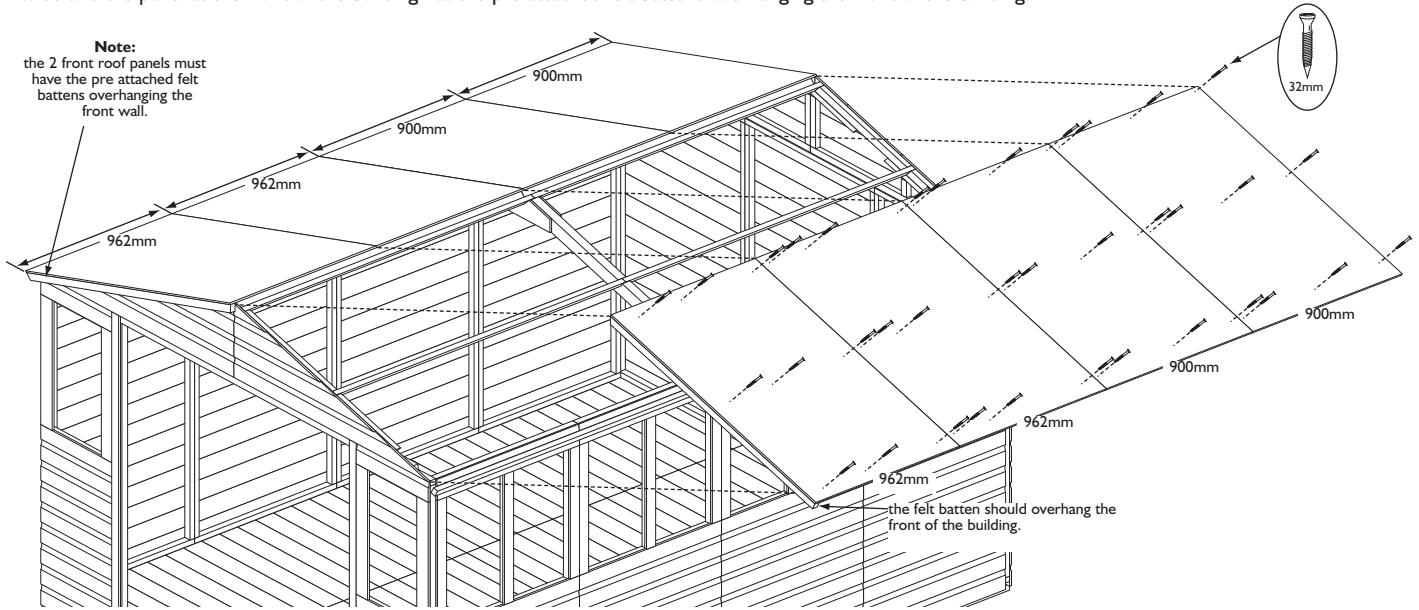 Note:
the 2 front roof panels must
have the pre attached felt
battens overhanging the
front wall.
900mm
900mm
962mm
962mm
32mm
900mm
900mm
962mm
962mm
the felt batten should overhang the
front of the building.